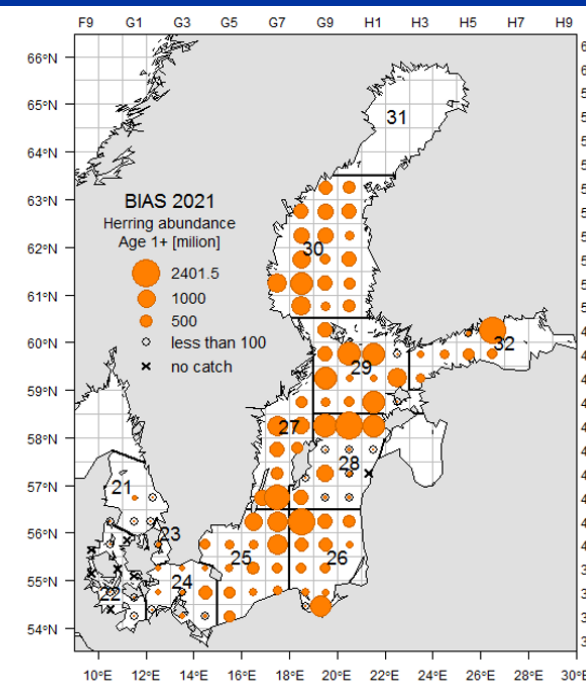 F9 G1 G3 G5 G7 G9 H1 H3 H5 H7 H9
66°N
65°N
31
64°N
63°N
BIAS 2021
Herring abundance
Age 1+ [milion]
62°N
30
2401.5
61°N
1000
500
60°N
less than 100
32
no catch
29
59°N
58°N
27
28
57°N
21
56°N
23
25
26
55°N
24
22
54°N
10°E 12°E 14°E 16°E 18°E 20°E 22°E 24°E 26°E 28°E 30°E